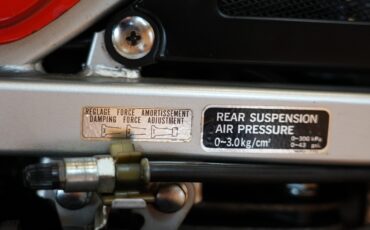 REGLAGE FORCE AMORTISSEMENT
DAMPING FORCE ADJUSTMENT
REAR SUSPENSION
AIR PRESSURE
0~3.0kg/cm² 0~300 kPa
0~43 psi